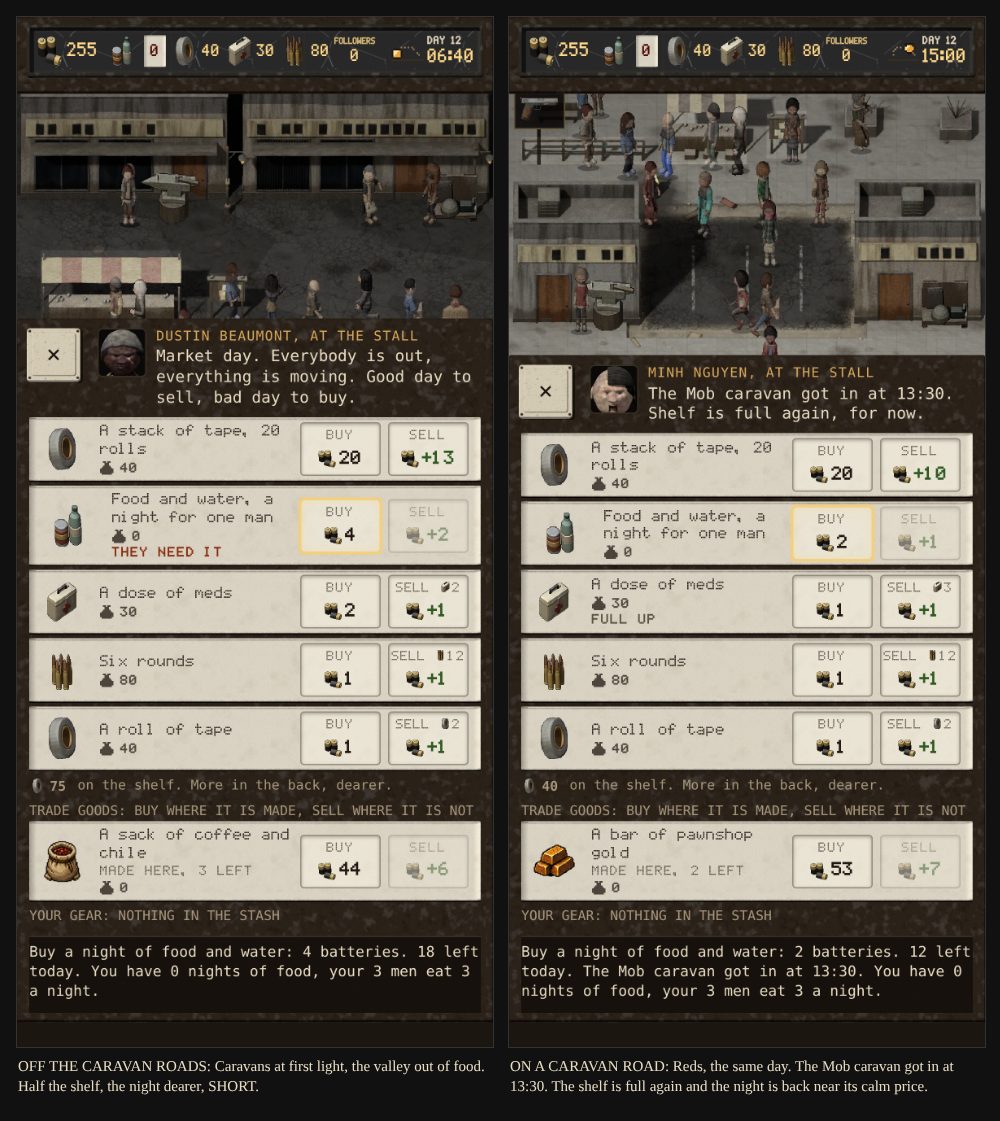 255 0 40 30 80 FOLLOWERS 0 DAY 12 06:40
DUSTIN BEAUMONT, AT THE STALL
Market day. Everybody is out,
everything is moving. Good day to
sell, bad day to buy.
×
A stack of tape, 20
rolls
40
BUY
20
SELL
+13
Food and water, a
night for one man
0
THEY NEED IT
BUY
4
SELL
+2
A dose of meds
30
BUY
2
SELL 2
+1
Six rounds
80
BUY
1
SELL 12
+1
A roll of tape
40
BUY
1
SELL 2
+1
75 on the shelf. More in the back, dearer.
TRADE GOODS: BUY WHERE IT IS MADE, SELL WHERE IT IS NOT
A sack of coffee and
chile
MADE HERE, 3 LEFT
0
BUY
44
SELL
+6
YOUR GEAR: NOTHING IN THE STASH
Buy a night of food and water: 4 batteries. 18 left
today. You have 0 nights of food, your 3 men eat 3
a night.
OFF THE CARAVAN ROADS: Caravans at first light, the valley out of food.
Half the shelf, the night dearer, SHORT.
255 0 40 30 80 FOLLOWERS 0 DAY 12 15:00
MINH NGUYEN, AT THE STALL
The Mob caravan got in at 13:30.
Shelf is full again, for now.
×
A stack of tape, 20
rolls
40
BUY
20
SELL
+10
Food and water, a
night for one man
0
BUY
2
SELL
+1
A dose of meds
30
FULL UP
BUY
1
SELL 3
+1
Six rounds
80
BUY
1
SELL 12
+1
A roll of tape
40
BUY
1
SELL 2
+1
40 on the shelf. More in the back, dearer.
TRADE GOODS: BUY WHERE IT IS MADE, SELL WHERE IT IS NOT
A bar of pawnshop
gold
MADE HERE, 2 LEFT
0
BUY
53
SELL
+7
YOUR GEAR: NOTHING IN THE STASH
Buy a night of food and water: 2 batteries. 12 left
today. The Mob caravan got in at 13:30. You have 0
nights of food, your 3 men eat 3 a night.
ON A CARAVAN ROAD: Reds, the same day. The Mob caravan got in at
13:30. The shelf is full again and the night is back near its calm price.